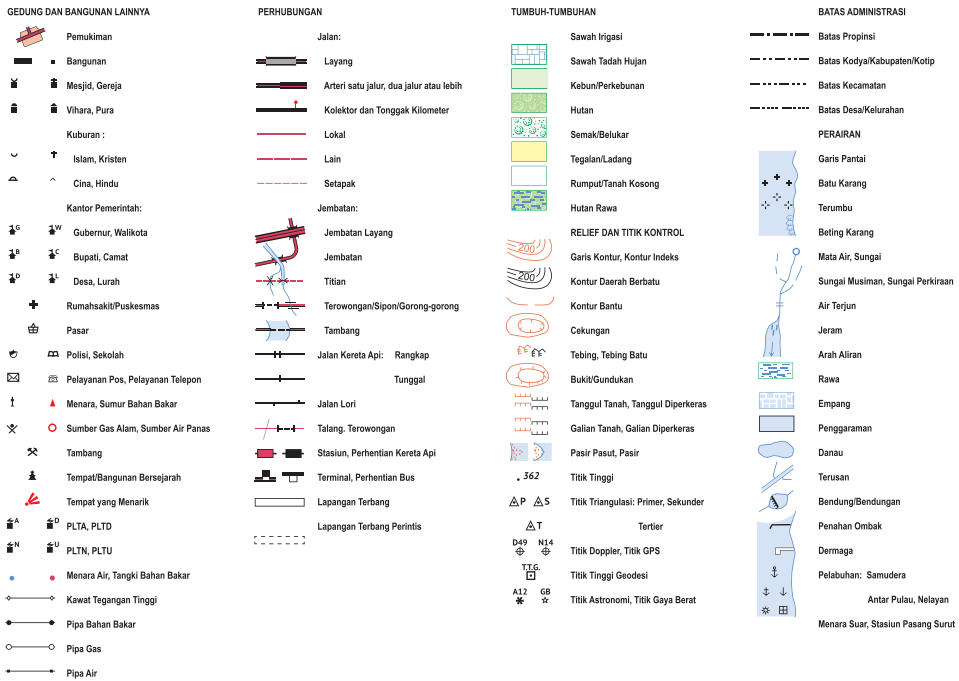 GEDUNG DAN BANGUNAN LAINNYA
Pemukiman
Bangunan
Mesjid, Gereja
Vihara, Pura
Kuburan :
Islam, Kristen
Cina, Hindu
Kantor Pemerintah:
G W Gubernur, Walikota
B C Bupati, Camat
D L Desa, Lurah
Rumahsakit/Puskesmas
Pasar
Polisi, Sekolah
Pelayanan Pos, Pelayanan Telepon
Menara, Sumur Bahan Bakar
Sumber Gas Alam, Sumber Air Panas
Tambang
Tempat/Bangunan Bersejarah
Tempat yang Menarik
A D PLTA, PLTD
N U PLTN, PLTU
Menara Air, Tangki Bahan Bakar
Kawat Tegangan Tinggi
Pipa Bahan Bakar
Pipa Gas
Pipa Air
PERHUBUNGAN
Jalan:
Layang
Arteri satu jalur, dua jalur atau lebih
Kolektor dan Tonggak Kilometer
Lokal
Lain
Setapak
Jembatan:
Jembatan Layang
Jembatan
Titian
Terowongan/Sipon/Gorong-gorong
Tambang
Jalan Kereta Api: Rangkap
Tunggal
Jalan Lori
Talang. Terowongan
Stasiun, Perhentian Kereta Api
Terminal, Perhentian Bus
Lapangan Terbang
Lapangan Terbang Perintis
TUMBUH-TUMBUHAN
Sawah Irigasi
Sawah Tadah Hujan
Kebun/Perkebunan
Hutan
Semak/Belukar
Tegalan/Ladang
Rumput/Tanah Kosong
Hutan Rawa
RELIEF DAN TITIK KONTROL
200 Garis Kontur, Kontur Indeks
200 Kontur Daerah Berbatu
Kontur Bantu
Cekungan
Tebing, Tebing Batu
Bukit/Gundukan
Tanggul Tanah, Tanggul Diperkeras
Galian Tanah, Galian Diperkeras
Pasir Pasut, Pasir
.362 Titik Tinggi
P S Titik Triangulasi: Primer, Sekunder
T Tertier
D49 N14 Titik Doppler, Titik GPS
T.T.G. Titik Tinggi Geodesi
A12 GB Titik Astronomi, Titik Gaya Berat
BATAS ADMINISTRASI
Batas Propinsi
Batas Kodya/Kabupaten/Kotip
Batas Kecamatan
Batas Desa/Kelurahan
PERAIRAN
Garis Pantai
Batu Karang
Terumbu
Beting Karang
Mata Air, Sungai
Sungai Musiman, Sungai Perkiraan
Air Terjun
Jeram
Arah Aliran
Rawa
Empang
Penggaraman
Danau
Terusan
Bendung/Bendungan
Penahan Ombak
Dermaga
Pelabuhan: Samudera
Antar Pulau, Nelayan
Menara Suar, Stasiun Pasang Surut